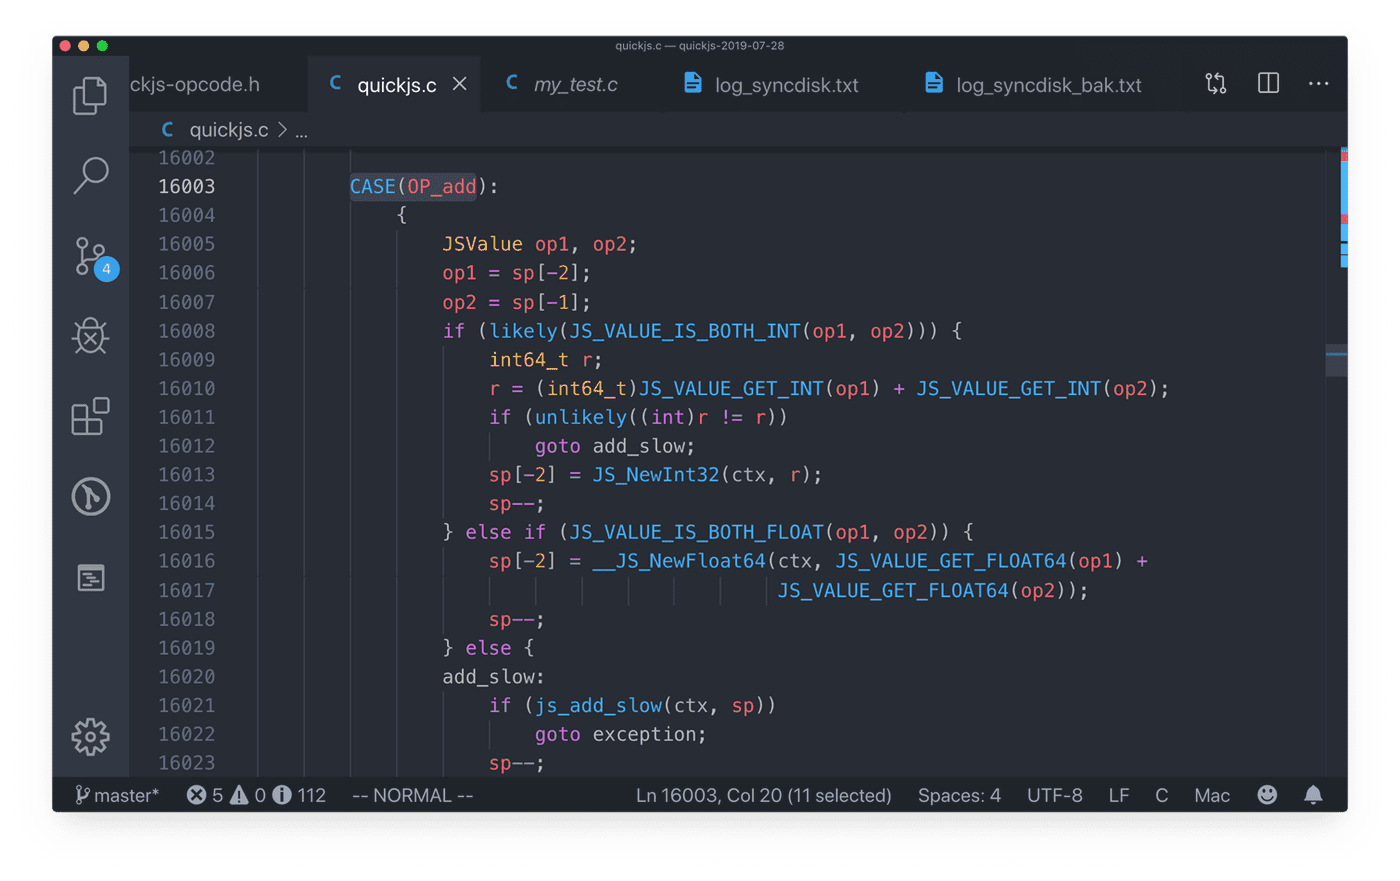 quickjs.c — quickjs-2019-07-28
ckjs-opcode.h C quickjs.c C my_test.c log_syncdisk.txt log_syncdisk_bak.txt
C quickjs.c > ...
16002
16003 CASE(OP_add):
16004 {
16005 JSValue op1, op2;
16006 op1 = sp[-2];
16007 op2 = sp[-1];
16008 if (likely(JS_VALUE_IS_BOTH_INT(op1, op2))) {
16009 int64_t r;
16010 r = (int64_t)JS_VALUE_GET_INT(op1) + JS_VALUE_GET_INT(op2);
16011 if (unlikely((int)r != r))
16012 goto add_slow;
16013 sp[-2] = JS_NewInt32(ctx, r);
16014 sp--;
16015 } else if (JS_VALUE_IS_BOTH_FLOAT(op1, op2)) {
16016 sp[-2] = __JS_NewFloat64(ctx, JS_VALUE_GET_FLOAT64(op1) +
16017 JS_VALUE_GET_FLOAT64(op2));
16018 sp--;
16019 } else {
16020 add_slow:
16021 if (js_add_slow(ctx, sp))
16022 goto exception;
16023 sp--;
4
master* 5 0 112 -- NORMAL -- Ln 16003, Col 20 (11 selected) Spaces: 4 UTF-8 LF C Mac